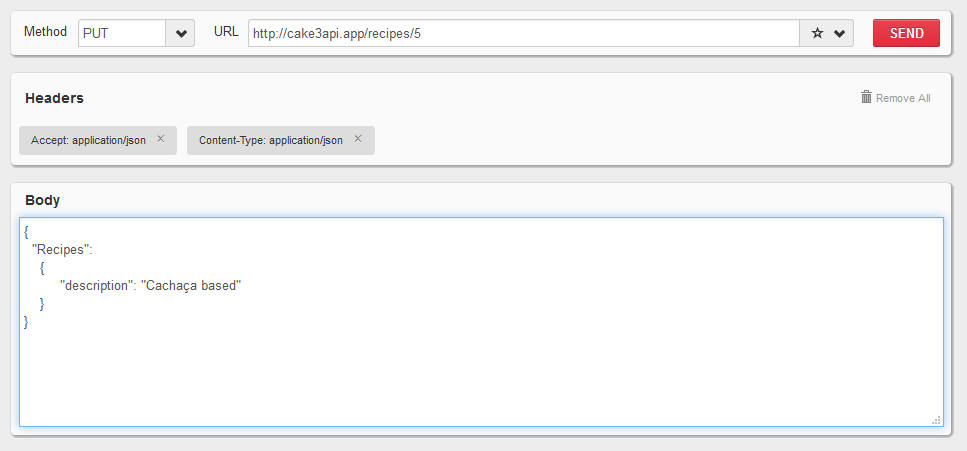 Method PUT URL http://cake3api.app/recipes/5 SEND
Headers Remove All
Accept: application/json × Content-Type: application/json ×
Body
{
"Recipes":
{
"description": "Cachaça based"
}
}